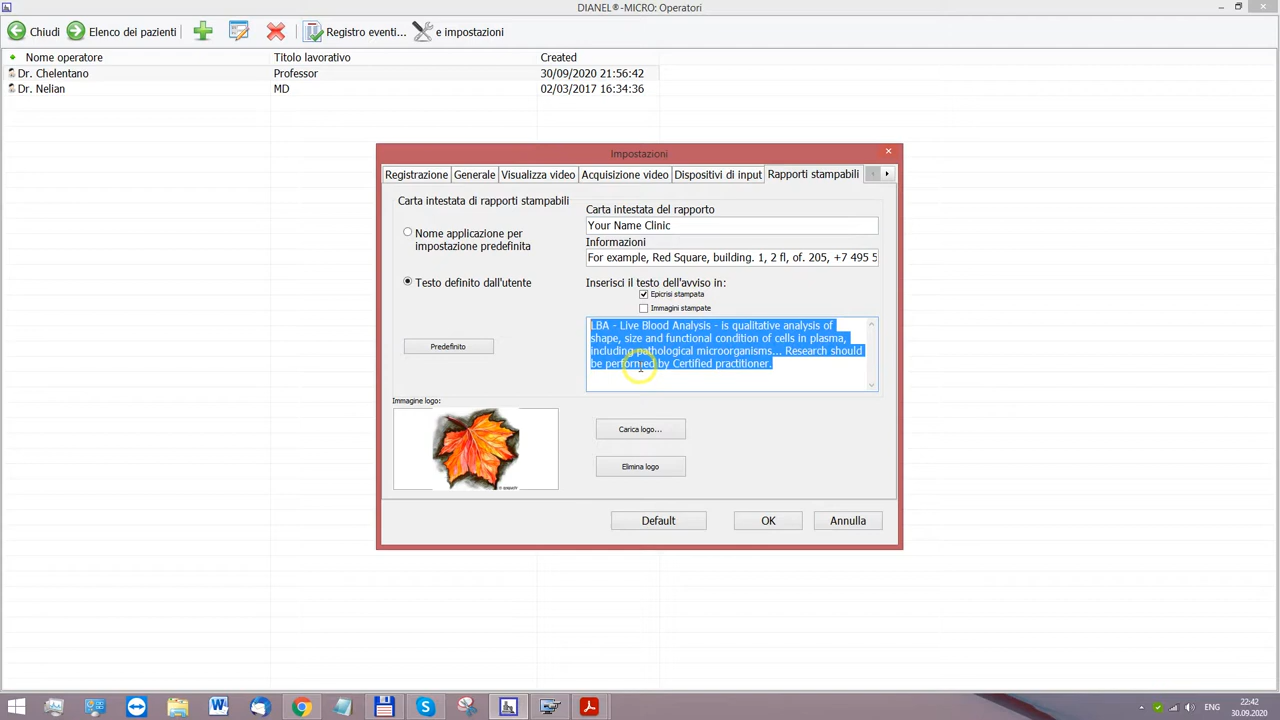 DIANEL®-MICRO: Operatori
Chiudi
Elenco dei pazienti
Registro eventi...
e impostazioni
Nome operatore
Titolo lavorativo
Created
Dr. Chelentano
Professor
30/09/2020 21:56:42
Dr. Nelian
MD
02/03/2017 16:34:36
Impostazioni
Registrazione
Generale
Visualizza video
Acquisizione video
Dispositivi di input
Rapporti stampabili
Carta intestata di rapporti stampabili
Nome applicazione per
impostazione predefinita
Testo definito dall'utente
Predefinito
Carta intestata del rapporto
Your Name Clinic
Informazioni
For example, Red Square, building. 1, 2 fl, of. 205, +7 495 5
Inserisci il testo dell'avviso in:
Epicrisi stampata
Immagini stampate
LBA - Live Blood Analysis - is qualitative analysis of
shape, size and functional condition of cells in plasma,
including pathological microorganisms... Research should
be performed by Certified practitioner.
Immagine logo:
Carica logo...
Elimina logo
Default
OK
Annulla
ENG
22:42
30.09.2020